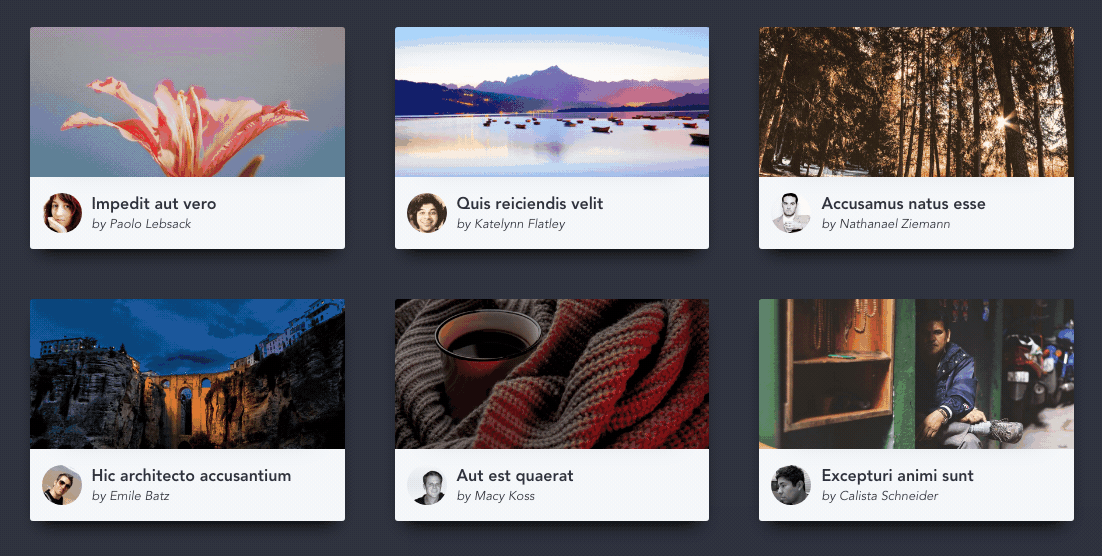 Impedit aut vero
by Paolo Lebsack
Quis reiciendis velit
by Katelynn Flatley
Accusamus natus esse
by Nathanael Ziemann
Hic architecto accusantium
by Emile Batz
Aut est quaerat
by Macy Koss
Excepturi animi sunt
by Calista Schneider